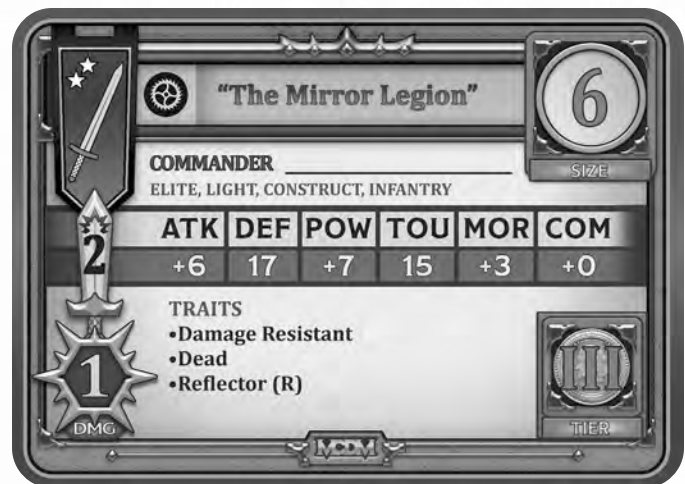 “The Mirror Legion”
6
SIZE
COMMANDER
ELITE, LIGHT, CONSTRUCT, INFANTRY
ATK DEF POW TOU MOR COM
2
+6 17 +7 15 +3 +0
TRAITS
•Damage Resistant
•Dead
•Reflector (R)
1
DMG
III
TIER
MCDM